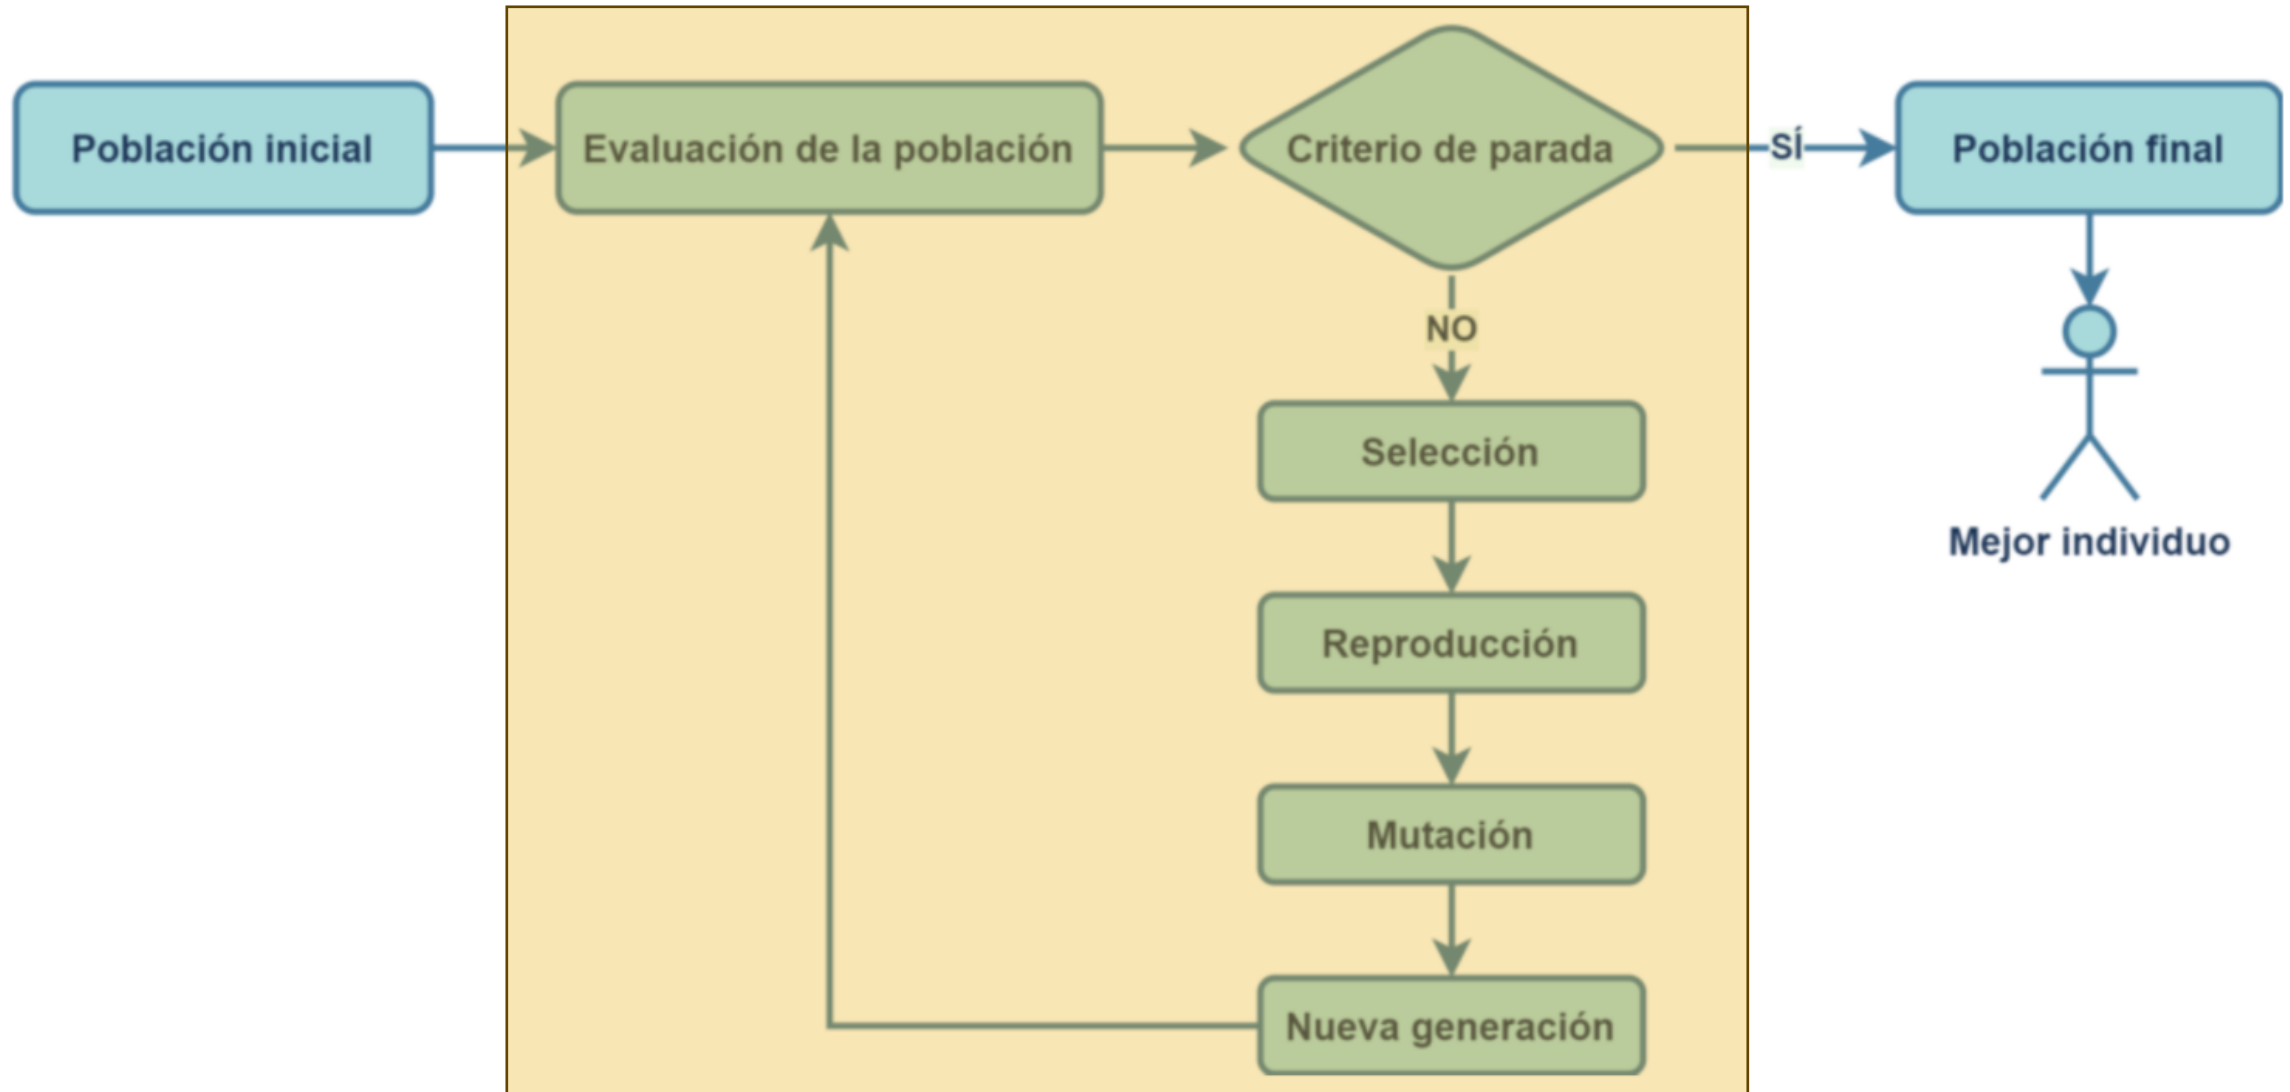 Población inicial
Evaluación de la población
Criterio de parada
SÍ
Población final
NO
Selección
Mejor individuo
Reproducción
Mutación
Nueva generación